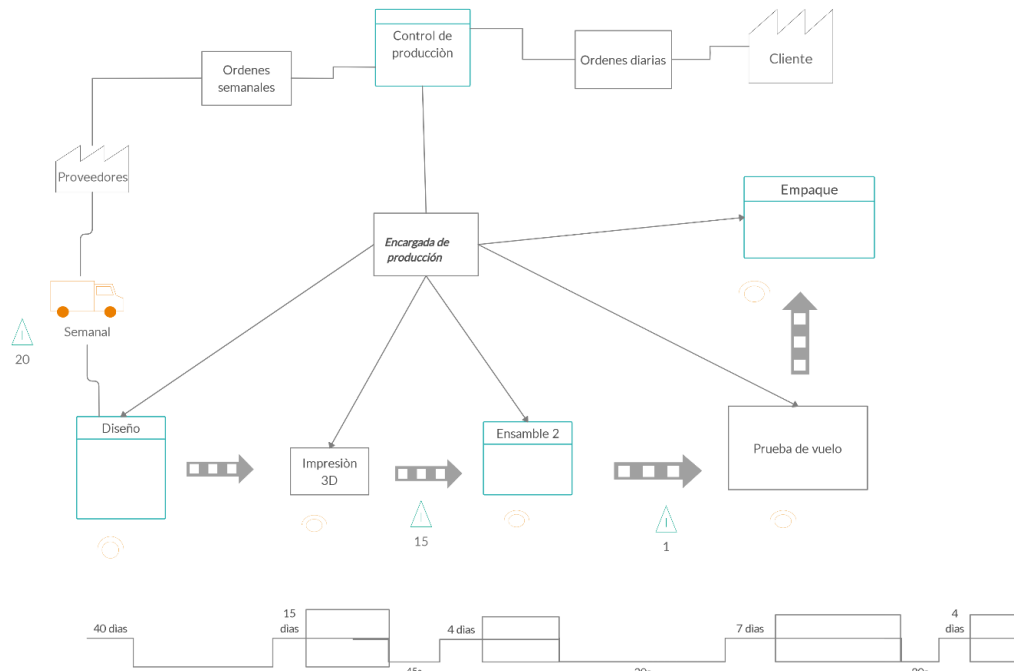 Control de
producciòn
Ordenes
semanales
Ordenes diarias
Cliente
Proveedores
Empaque
Encargada de
producción
Semanal
20
Diseño
Impresiòn
3D
Ensamble 2
Prueba de vuelo
15
1
40 dias
15
dias
4 dias
7 dias
4
dias